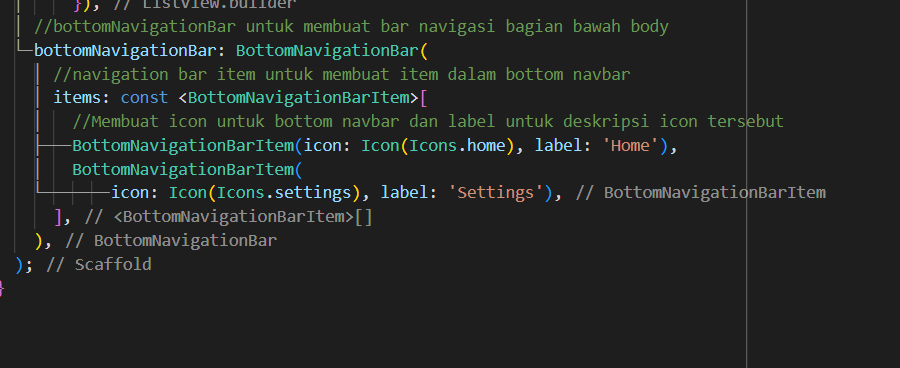 }), // ListView.builder
//bottomNavigationBar untuk membuat bar navigasi bagian bawah body
bottomNavigationBar: BottomNavigationBar(
//navigation bar item untuk membuat item dalam bottom navbar
items: const <BottomNavigationBarItem>[
//Membuat icon untuk bottom navbar dan label untuk deskripsi icon tersebut
BottomNavigationBarItem(icon: Icon(Icons.home), label: 'Home'),
BottomNavigationBarItem(
icon: Icon(Icons.settings), label: 'Settings'), // BottomNavigationBarItem
], // <BottomNavigationBarItem>[]
), // BottomNavigationBar
); // Scaffold
}